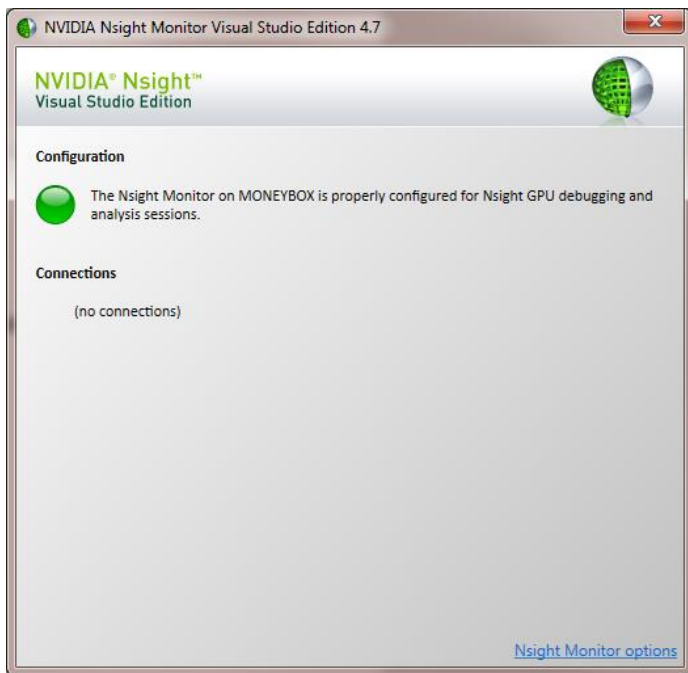 NVIDIA Nsight Monitor Visual Studio Edition 4.7
NVIDIA® Nsight™
Visual Studio Edition
Configuration
The Nsight Monitor on MONEYBOX is properly configured for Nsight GPU debugging and
analysis sessions.
Connections
(no connections)
Nsight Monitor options